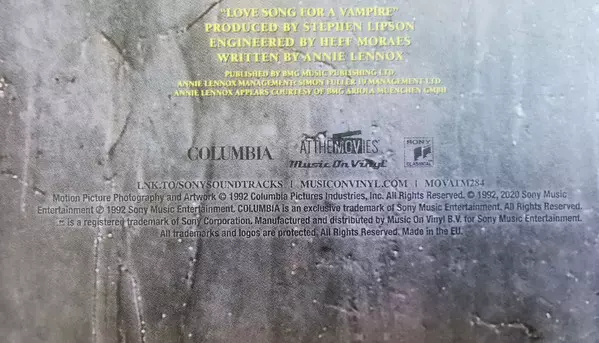 "LOVE SONG FOR A VAMPIRE"
PRODUCED BY STEPHEN LIPSON
ENGINEERED BY HEFF MORAES
WRITTEN BY ANNIE LENNOX
PUBLISHED BY BMG MUSIC PUBLISHING LTD.
ANNIE LENNOX MANAGEMENT: SIMON FULLER 19 MANAGEMENT LTD.
ANNIE LENNOX APPEARS COURTESY OF BMG ARIOLA MUENCHEN GMBH
COLUMBIA
AT THE MOVIES
Music On Vinyl
SONY
CLASSICAL
LNK.TO/SONYSOUNDTRACKS | MUSICONVINYL.COM | MOVATM284
Motion Picture Photography and Artwork © 1992 Columbia Pictures Industries, Inc. All Rights Reserved. © 1992, 2020 Sony Music
Entertainment ℗ 1992 Sony Music Entertainment. COLUMBIA is an exclusive trademark of Sony Music Entertainment. All Rights Reserved.
is a registered trademark of Sony Corporation. Manufactured and distributed by Music On Vinyl B.V. for Sony Music Entertainment.
All trademarks and logos are protected. All Rights Reserved. Made in the EU.